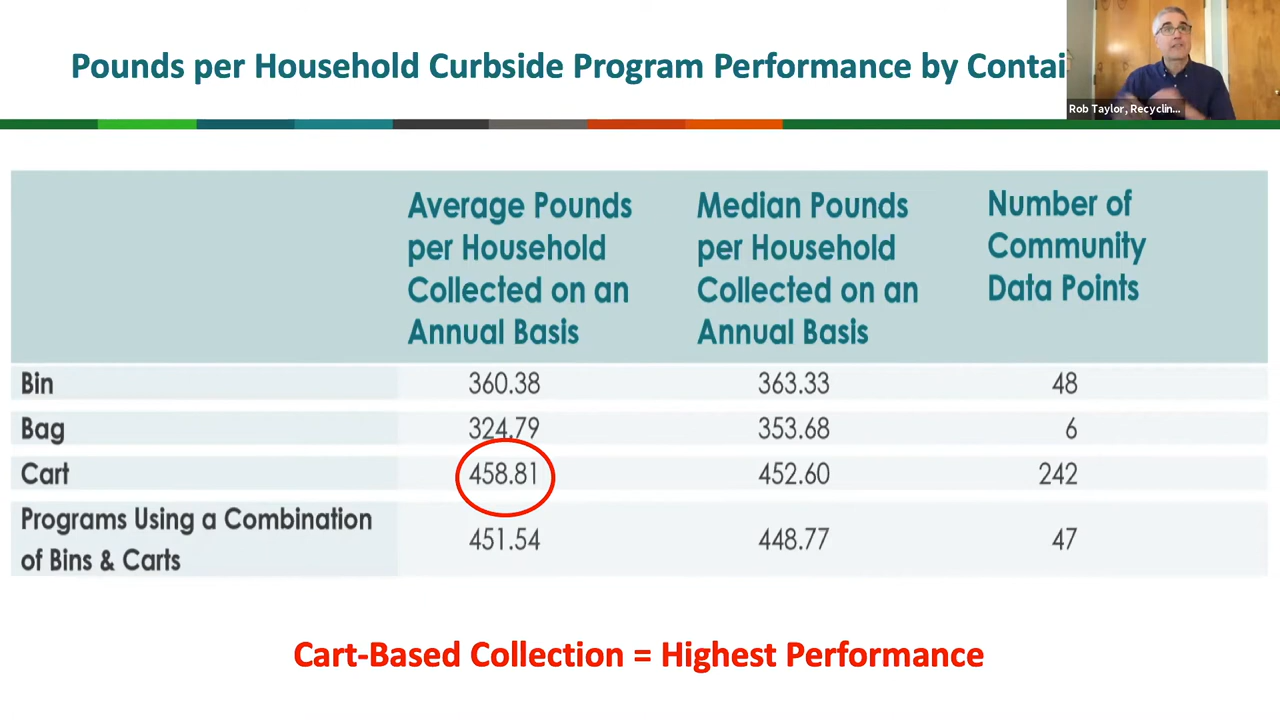 Pounds per Household Curbside Program Performance by Contai
Rob Taylor, Recyclin...
Average Pounds
per Household
Collected on an
Annual Basis
Median Pounds
per Household
Collected on an
Annual Basis
Number of
Community
Data Points
Bin 360.38 363.33 48
Bag 324.79 353.68 6
Cart 458.81 452.60 242
Programs Using a Combination
of Bins & Carts 451.54 448.77 47
Cart-Based Collection = Highest Performance